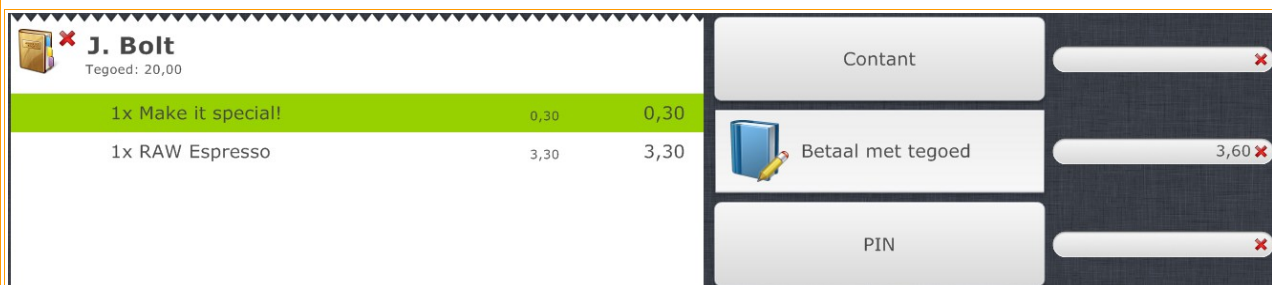 J. Bolt
Tegoed: 20,00
1x Make it special! 0,30 0,30
1x RAW Espresso 3,30 3,30
Contant
Betaal met tegoed 3,60
PIN